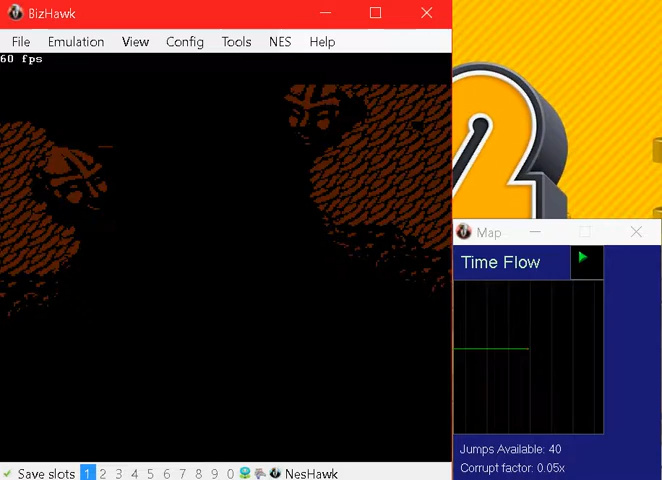 BizHawk
File Emulation View Config Tools NES Help
60 fps
2
Map
Time Flow
Jumps Available: 40
Corrupt factor: 0.05x
Save slots 1 2 3 4 5 6 7 8 9 0 NesHawk